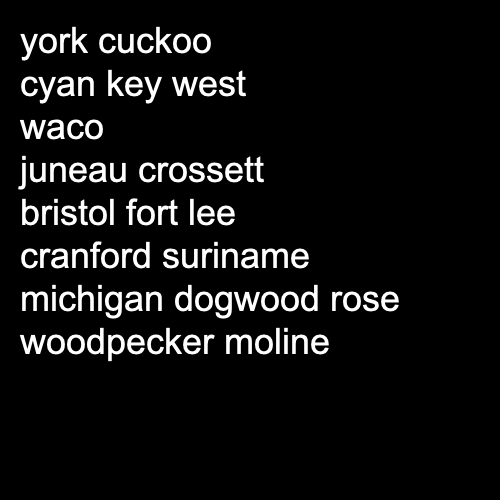 york cuckoo
cyan key west
waco
juneau crossett
bristol fort lee
cranford suriname
michigan dogwood rose
woodpecker moline